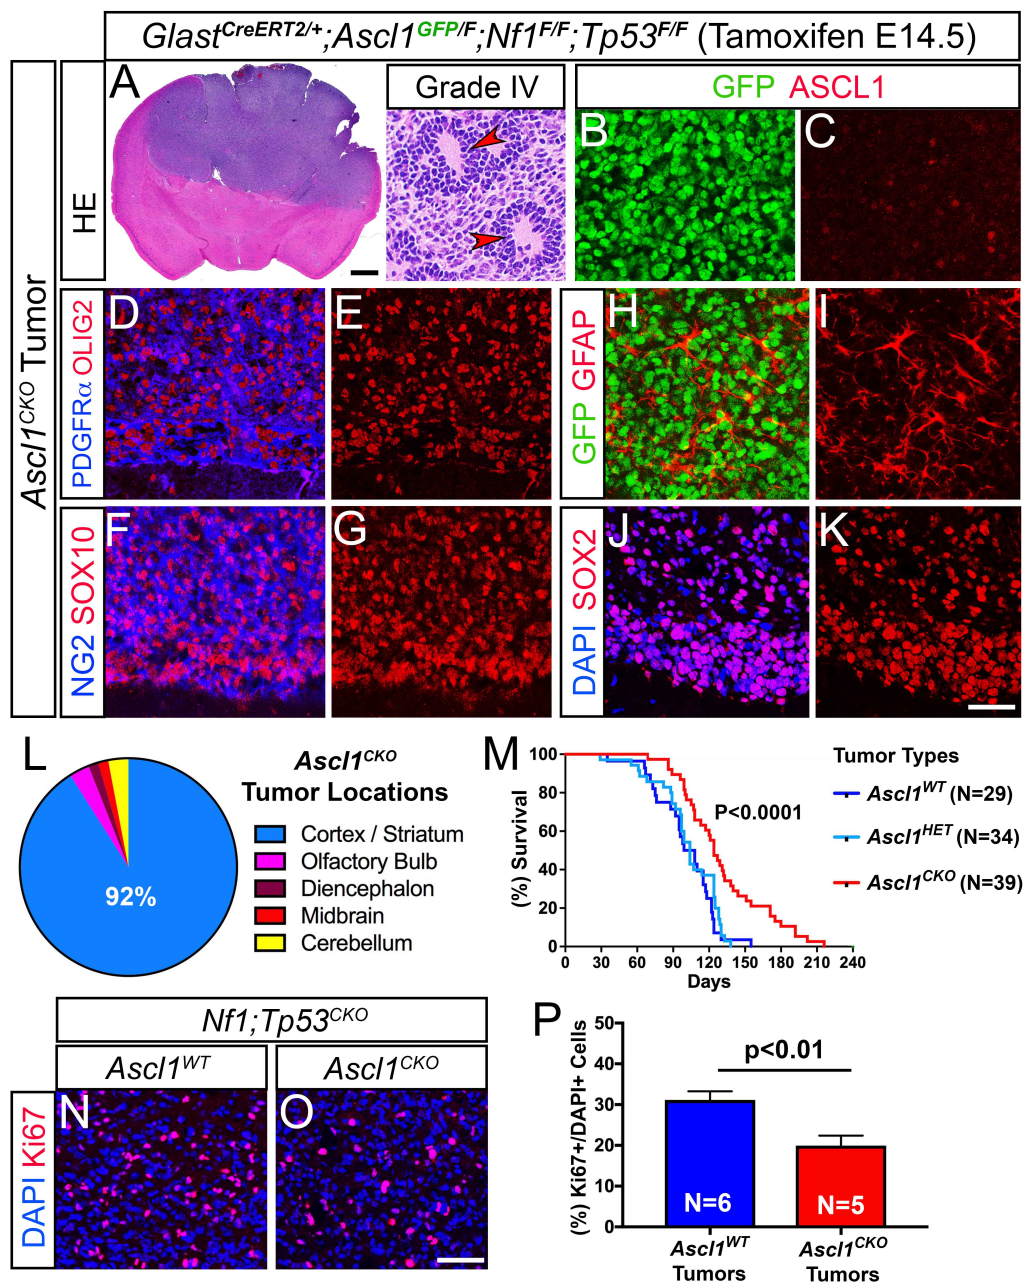 Glast^CreERT2/+;Ascl1^GFP/F;Nf1^F/F;Tp53^F/F (Tamoxifen E14.5)
Ascl1^CKO Tumor
HE
A
Grade IV
GFP ASCL1
B
C
PDGFRα OLIG2
D
E
GFP GFAP
H
I
NG2 SOX10
F
G
DAPI SOX2
J
K
L
Ascl1^CKO
Tumor Locations
92%
Cortex / Striatum
Olfactory Bulb
Diencephalon
Midbrain
Cerebellum
M
(%) Survival
100
80
60
40
20
0
0 30 60 90 120 150 180 210 240
Days
P<0.0001
Tumor Types
Ascl1^WT (N=29)
Ascl1^HET (N=34)
Ascl1^CKO (N=39)
Nf1;Tp53^CKO
Ascl1^WT
Ascl1^CKO
DAPI Ki67
N
O
P
(%) Ki67+/DAPI+ Cells
50
40
30
20
10
0
p<0.01
N=6
N=5
Ascl1^WT
Tumors
Ascl1^CKO
Tumors